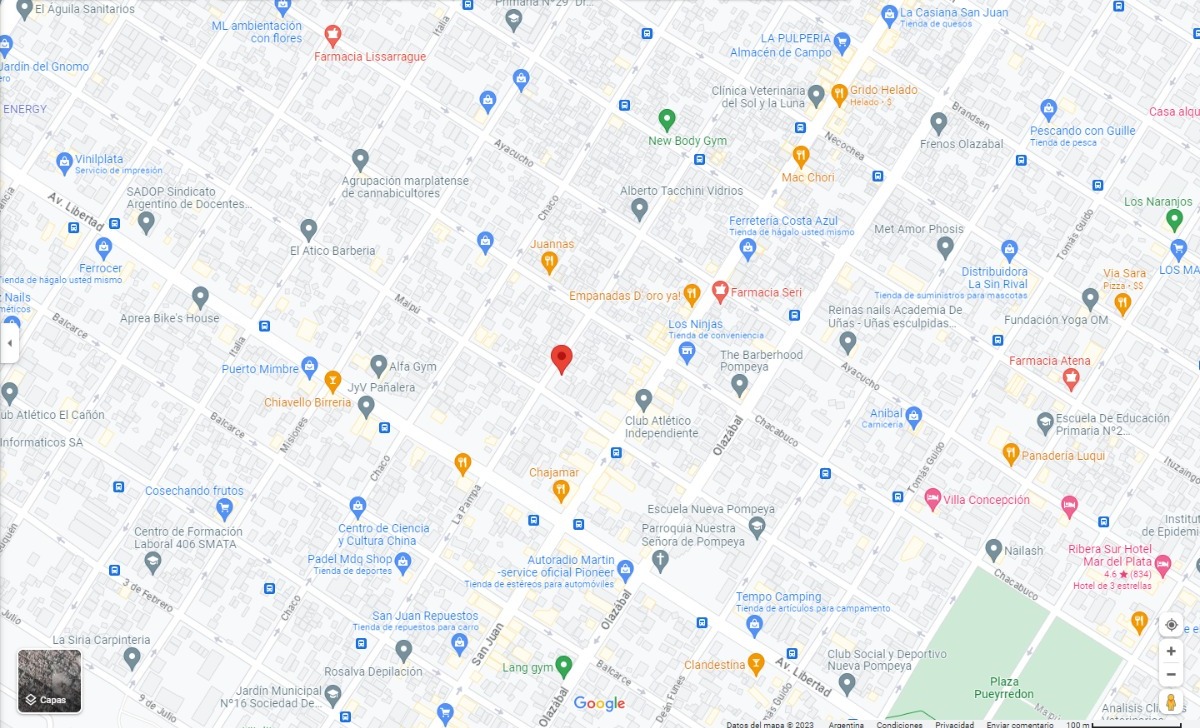 El Águila Sanitarios
Primaria N°29 "Dr...
ML ambientación
con flores
Italia
Farmacia Lissarrague
La Casiana San Juan
Tienda de quesos
LA PULPERIA
Almacén de Campo
Jardín del Gnomo
ENERGY
Clínica Veterinaria
del Sol y la Luna
Grido Helado
Helado · $
New Body Gym
Brandsen
Necochea
Frenos Olazabal
Pescando con Guille
Tienda de pesca
Casa alqu
Vinilplata
Servicio de impresión
Ayacucho
Mac Chori
SADOP Sindicato
Argentino de Docentes...
Agrupación marplatense
de cannabicultores
Alberto Tacchini Vidrios
Av. Libertad
Chaco
Los Naranjos
Ferretería Costa Azul
Tienda de hágalo usted mismo
Met Amor Phosis
Tomás Guido
El Atico Barberia
Juannas
Ferrocer
Tienda de hágalo usted mismo
Distribuidora
La Sin Rival
Tienda de suministros para mascotas
Via Sara
Pizza · $$
LOS MA
Nails
Empanadas D´oro ya!
Farmacia Seri
Aprea Bike's House
Maipú
Balcarce
Italia
Los Ninjas
Tienda de conveniencia
Reinas nails Academia De
Uñas - Uñas esculpidas...
Fundación Yoga OM
The Barberhood
Pompeya
Farmacia Atena
Puerto Mimbre
Alfa Gym
JyV Pañalera
Ayacucho
Chiavello Birreria
ub Atlético El Cañón
Balcarce
Misiones
Club Atlético
Independiente
Olazábal
Chacabuco
Anibal
Carnicería
Escuela De Educación
Primaria N°2...
Informaticos SA
Panadería Luqui
Chaco
Chajamar
Tomás Guido
Ituzaingo
Cosechando frutos
La Pampa
Villa Concepción
Escuela Nueva Pompeya
Centro de Formación
Laboral 406 SMATA
Centro de Ciencia
y Cultura China
Parroquia Nuestra
Señora de Pompeya
Institut
de Epidemi
Nailash
Padel Mdq Shop
Tienda de deportes
Autoradio Martin
-service oficial Pioneer
Tienda de estéreos para automóviles
Ribera Sur Hotel
Mar del Plata
4.6 ★ (834)
Hotel de 3 estrellas
Chacabuco
3 de Febrero
Chaco
Olazábal
Tempo Camping
Tienda de artículos para campamento
Julio
San Juan Repuestos
Tienda de repuestos para carro
La Siria Carpinteria
San Juan
Rosalva Depilación
Lang gym
Balcarce
Clandestina
Av. Libertad
Club Social y Deportivo
Nueva Pompeya
Plaza
Pueyrredon
Jardín Municipal
N°16 Sociedad De...
9 de Julio
Olazábal
Deán Funes
Tomás Guido
Maipú
Capas
Google
Analisis Clíni
Datos del mapa © 2023 Argentina Condiciones Privacidad Enviar comentario 100 m